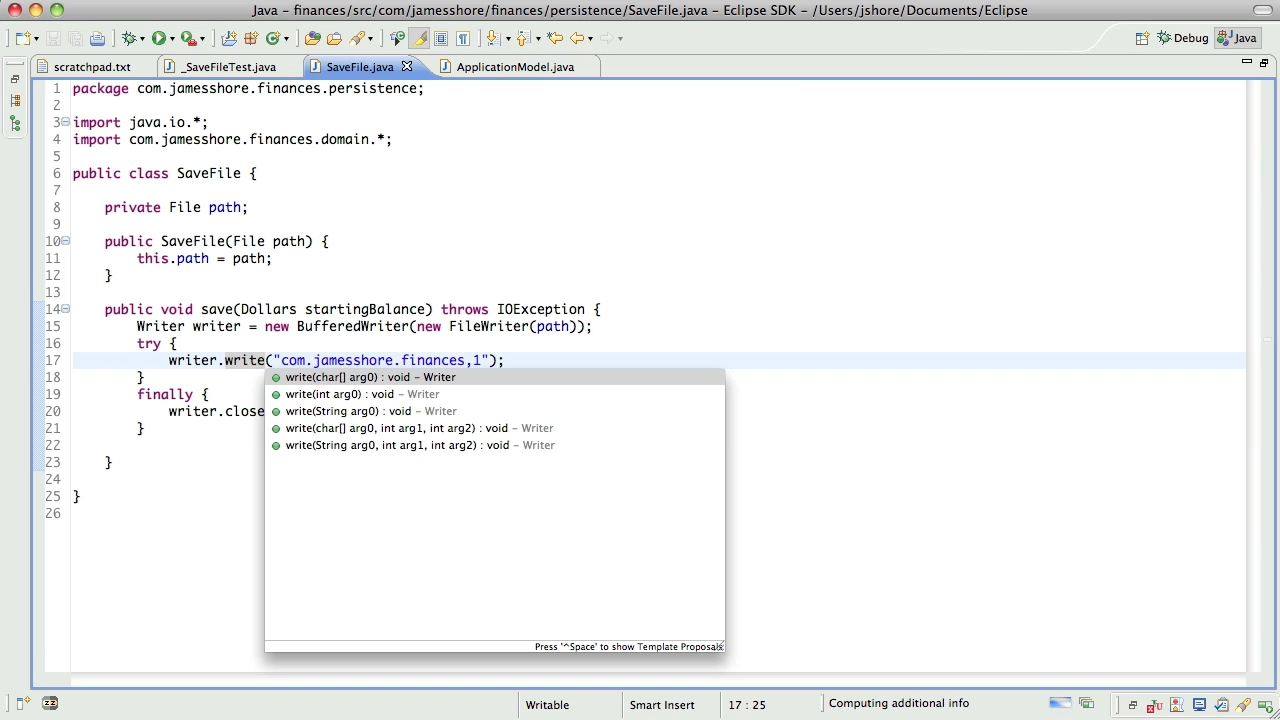 Java – finances/src/com/jamesshore/finances/persistence/SaveFile.java – Eclipse SDK – /Users/jshore/Documents/Eclipse
Debug Java
scratchpad.txt _SaveFileTest.java SaveFile.java ApplicationModel.java
1 package com.jamesshore.finances.persistence;
2
3 import java.io.*;
4 import com.jamesshore.finances.domain.*;
5
6 public class SaveFile {
7
8 private File path;
9
10 public SaveFile(File path) {
11 this.path = path;
12 }
13
14 public void save(Dollars startingBalance) throws IOException {
15 Writer writer = new BufferedWriter(new FileWriter(path));
16 try {
17 writer.write("com.jamesshore.finances,1");
18 }
19 finally {
20 writer.close
21 }
22
23 }
24
25 }
26
write(char[] arg0) : void – Writer
write(int arg0) : void – Writer
write(String arg0) : void – Writer
write(char[] arg0, int arg1, int arg2) : void – Writer
write(String arg0, int arg1, int arg2) : void – Writer
Press '^Space' to show Template Proposals
Writable Smart Insert 17 : 25 Computing additional info